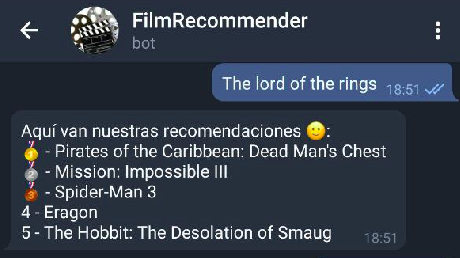 FilmRecommender
bot
The lord of the rings 18:51
Aquí van nuestras recomendaciones 🙂:
🥇 - Pirates of the Caribbean: Dead Man's Chest
🥈 - Mission: Impossible III
🥉 - Spider-Man 3
4 - Eragon
5 - The Hobbit: The Desolation of Smaug
18:51